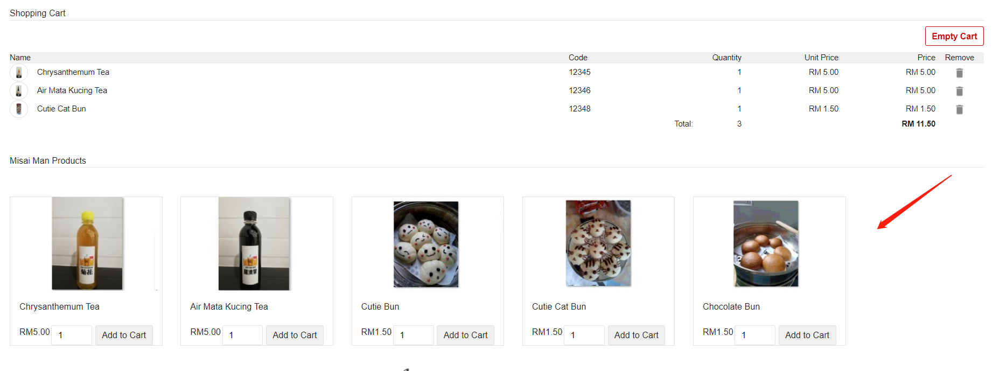 Shopping Cart
Empty Cart
Name Code Quantity Unit Price Price Remove
Chrysanthemum Tea 12345 1 RM 5.00 RM 5.00
Air Mata Kucing Tea 12346 1 RM 5.00 RM 5.00
Cutie Cat Bun 12348 1 RM 1.50 RM 1.50
Total: 3 RM 11.50
Misai Man Products
菊花
羅漢果
Chrysanthemum Tea
RM5.00 1 Add to Cart
Air Mata Kucing Tea
RM5.00 1 Add to Cart
Cutie Bun
RM1.50 1 Add to Cart
Cutie Cat Bun
RM1.50 1 Add to Cart
Chocolate Bun
RM1.50 1 Add to Cart